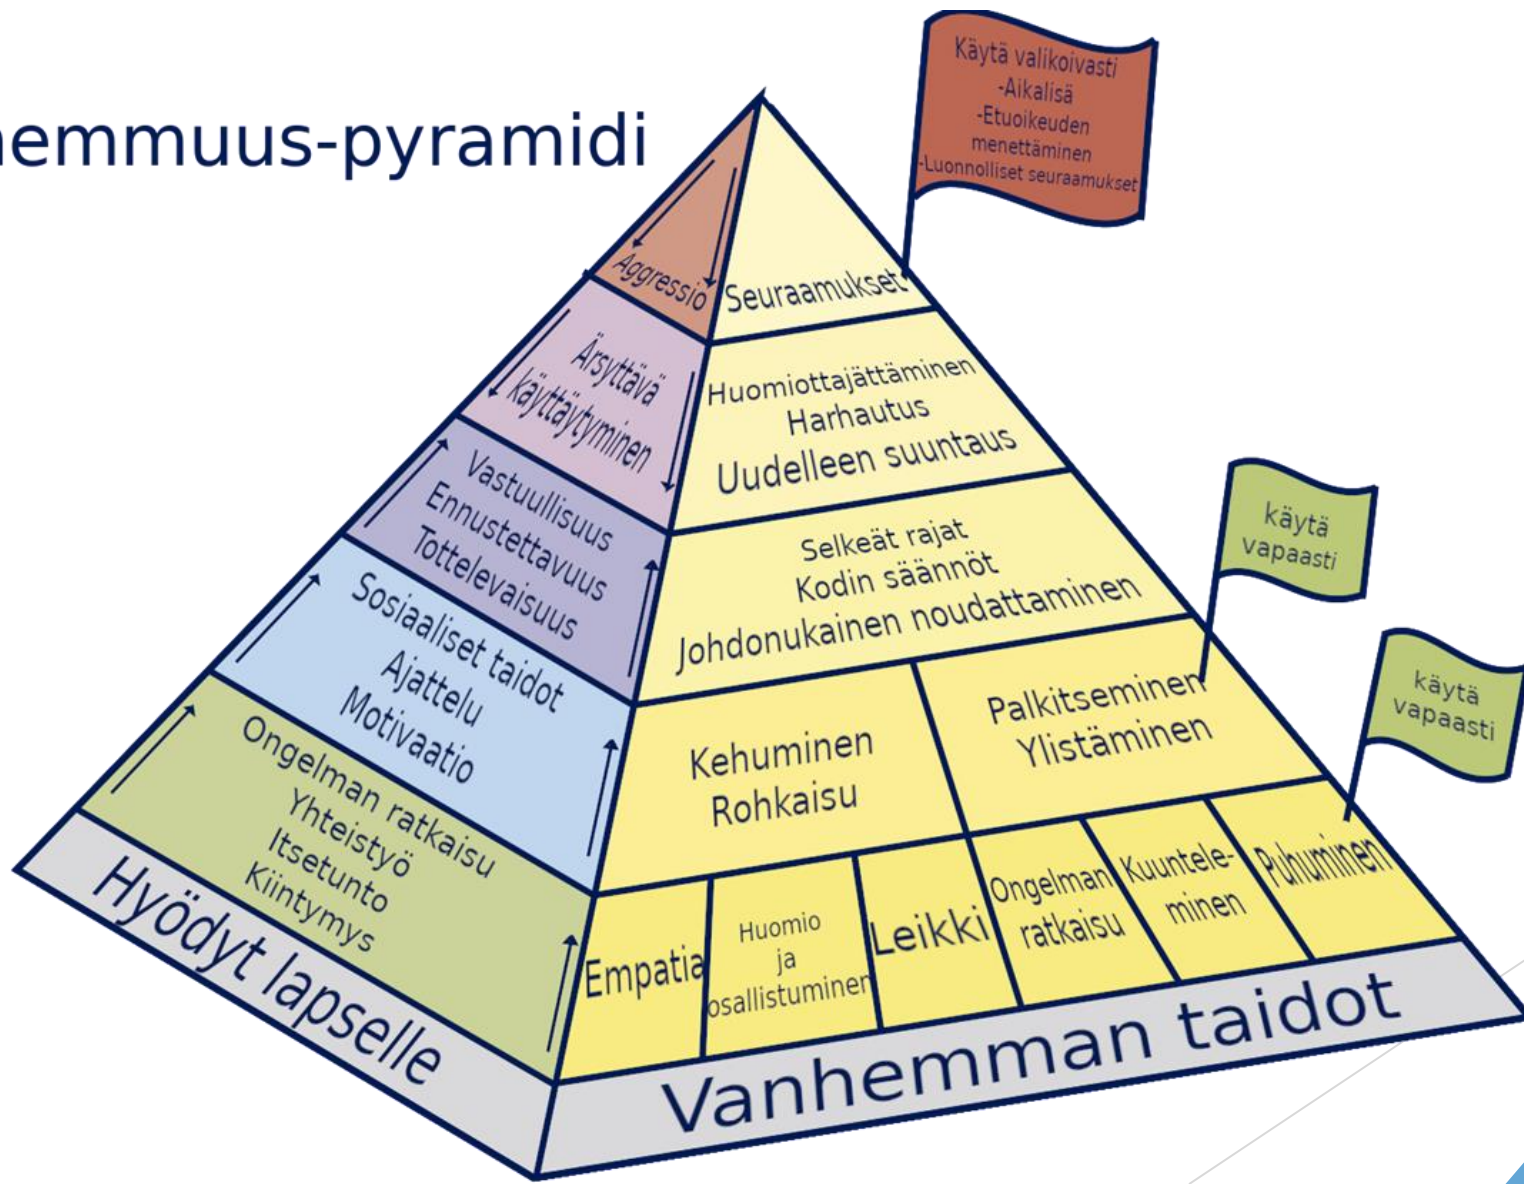 emmuus-pyramidi
Käytä valikoivasti
-Aikalisä
-Etuoikeuden
menettäminen
-Luonnolliset seuraamukset
Aggressio
Seuraamukset
Ärsyttävä
käyttäytyminen
Huomiottajättäminen
Harhautus
Uudelleen suuntaus
Vastuullisuus
Ennustettavuus
Tottelevaisuus
Selkeät rajat
Kodin säännöt
Johdonukainen noudattaminen
käytä
vapaasti
Sosiaaliset taidot
Ajattelu
Motivaatio
Kehuminen
Rohkaisu
Palkitseminen
Ylistäminen
käytä
vapaasti
Ongelman ratkaisu
Yhteistyö
Itsetunto
Kiintymys
Empatia
Huomio
ja
osallistuminen
Leikki
Ongelman
ratkaisu
Kuuntele-
minen
Puhuminen
Hyödyt lapselle
Vanhemman taidot